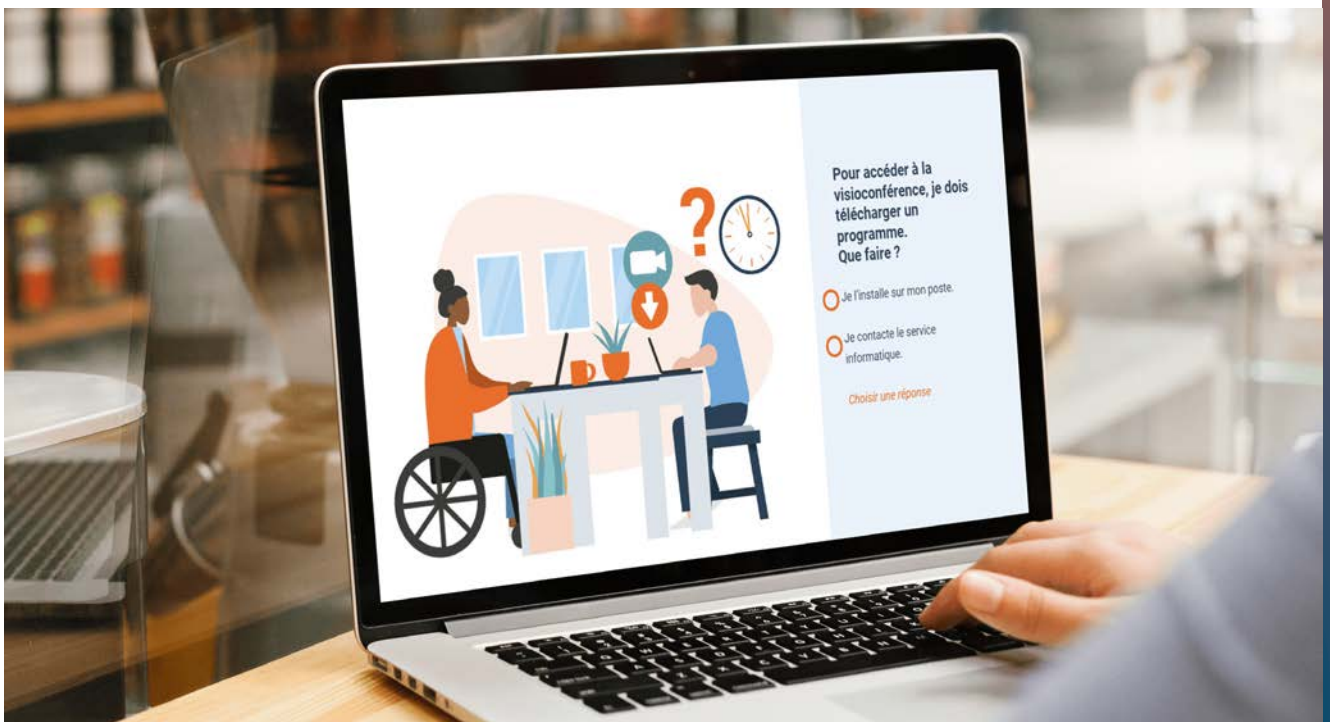 Pour accéder à la
visioconférence, je dois
télécharger un
programme.
Que faire ?
Je l'installe sur mon poste.
Je contacte le service
informatique.
Choisir une réponse